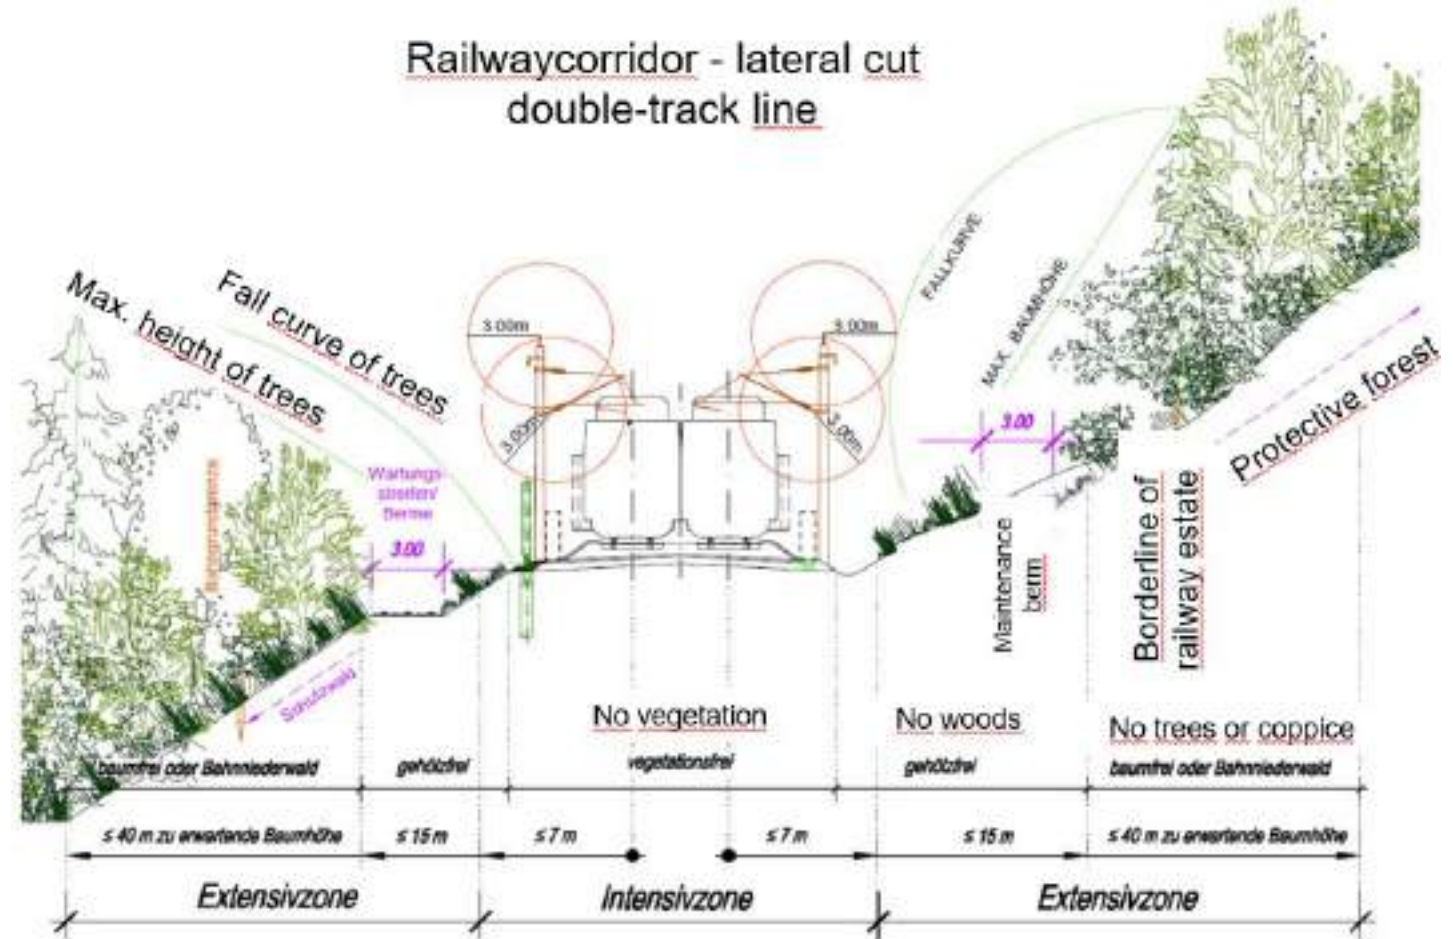 Railwaycorridor - lateral cut
double-track line
Fall curve of trees
Max. height of trees
FALLKURVE
MAX. BAUMHÖHE
3.00m
3.00m
3.00m
3.00m
Wartungs-
streifen/
Berme
3.00
3.00
Schutzwald
Maintenance
berm
Borderline of
railway estate
Protective forest
No vegetation
No woods
No trees or coppice
baumfrei oder Bahnniederwald
gehölzfrei
vegetationsfrei
gehölzfrei
baumfrei oder Bahnniederwald
≤ 40 m zu erwartende Baumhöhe
≤ 15 m
≤ 7 m
≤ 7 m
≤ 15 m
≤ 40 m zu erwartende Baumhöhe
Extensivzone
Intensivzone
Extensivzone